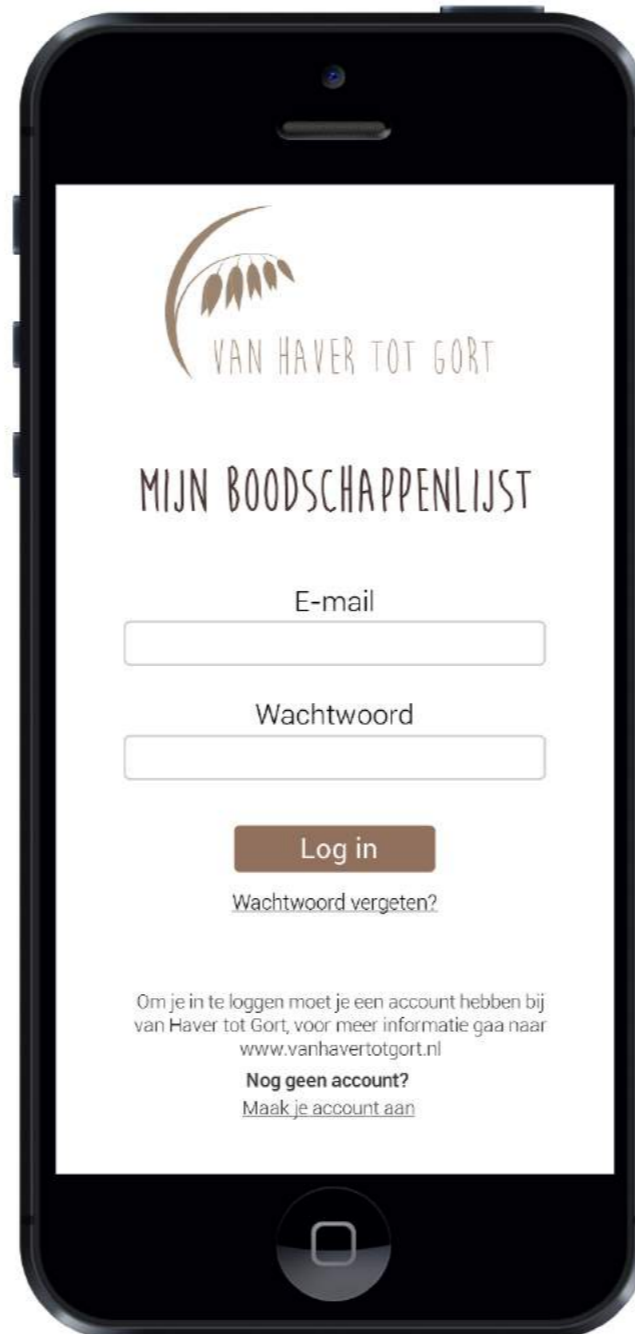 VAN HAVER TOT GORT
MIJN BOODSCHAPPENLIJST
E-mail
Wachtwoord
Log in
Wachtwoord vergeten?
Om je in te loggen moet je een account hebben bij
van Haver tot Gort, voor meer informatie gaa naar
www.vanhavertotgort.nl
Nog geen account?
Maak je account aan